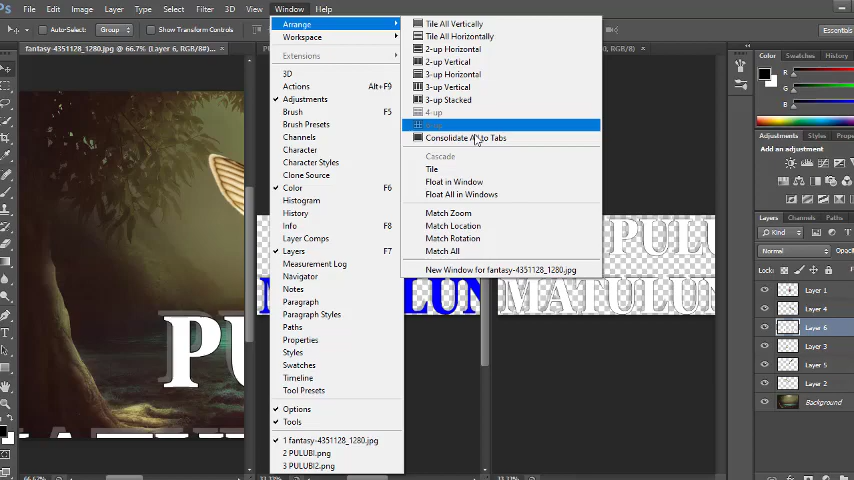 File Edit Image Layer Type Select Filter 3D View Window Help
Auto-Select: Group Show Transform Controls Essentials
fantasy-4351128_1280.jpg @ 66.7% (Layer 6, RGB/8#)... ×
Arrange
Workspace
Extensions
3D
Actions Alt+F9
Adjustments
Brush F5
Brush Presets
Channels
Character
Character Styles
Clone Source
Color F6
Histogram
History
Info F8
Layer Comps
Layers F7
Measurement Log
Navigator
Notes
Paragraph
Paragraph Styles
Paths
Properties
Styles
Swatches
Timeline
Tool Presets
Options
Tools
1 fantasy-4351128_1280.jpg
2 PULUBI.png
3 PULUBI2.png
Tile All Vertically
Tile All Horizontally
2-up Horizontal
2-up Vertical
3-up Horizontal
3-up Vertical
3-up Stacked
4-up
Consolidate All to Tabs
Cascade
Tile
Float in Window
Float All in Windows
Match Zoom
Match Location
Match Rotation
Match All
New Window for fantasy-4351128_1280.jpg
PU
PULU
MATULUN
Color Swatches Styles
R
G
B
Adjustments Styles Prope
Add an adjustment
Layers Channels Paths
Kind
Normal
Lock:
Layer 1
Layer 4
Layer 6
Layer 3
Layer 5
Layer 2
Background